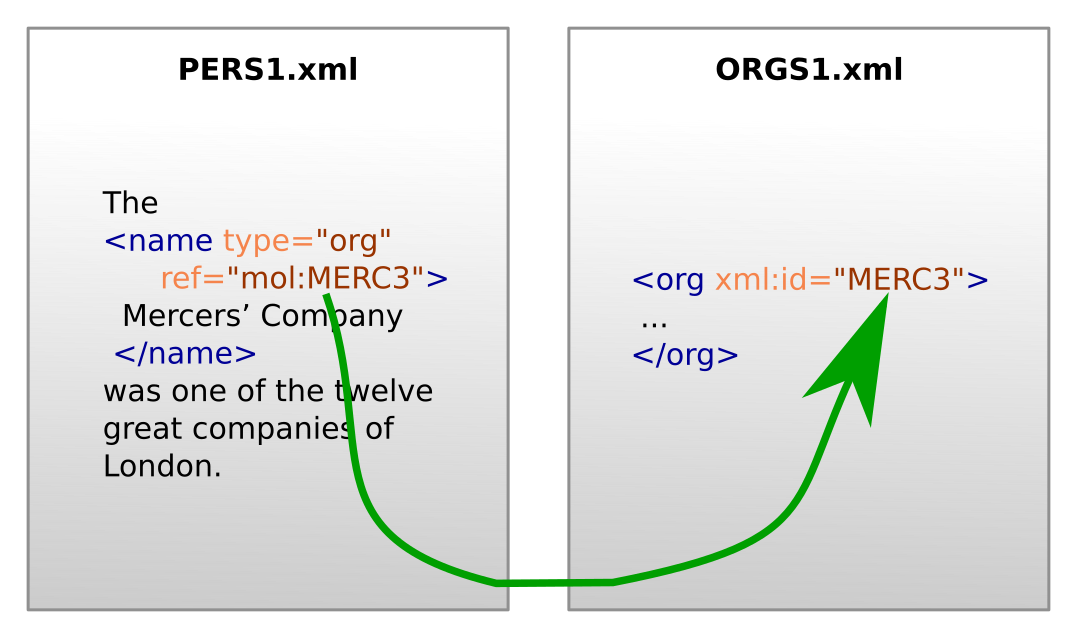 PERS1.xml
The
<name type="org"
ref="mol:MERC3">
Mercers’ Company
</name>
was one of the twelve
great companies of
London.
ORGS1.xml
<org xml:id="MERC3">
...
</org>